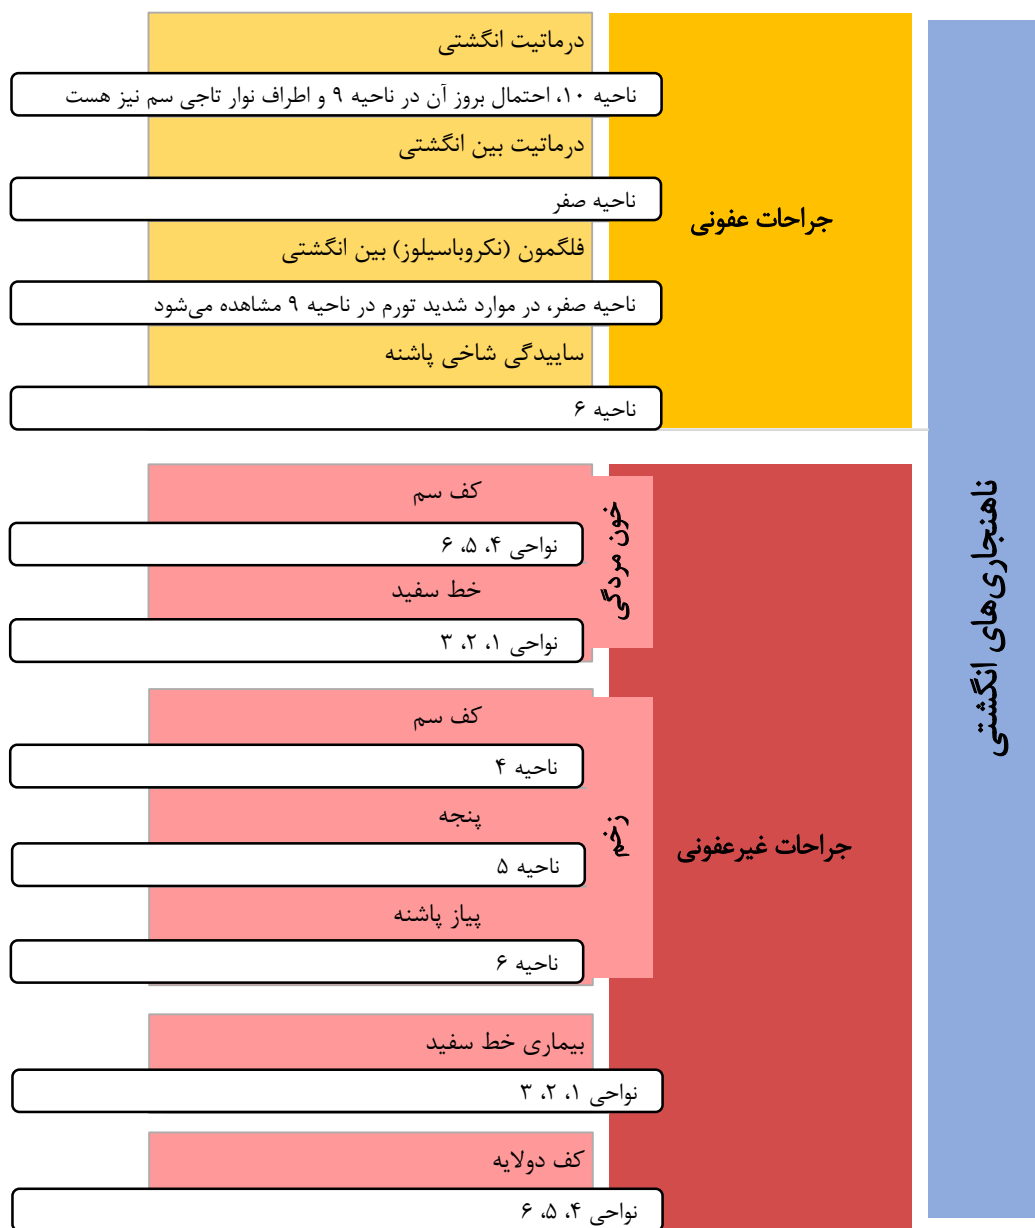 ناهنجاری‌های انگشتی
جراحات عفونی
درماتیت انگشتی
ناحیه ۱۰، احتمال بروز آن در ناحیه ۹ و اطراف نوار تاجی سم نیز هست
درماتیت بین انگشتی
ناحیه صفر
فلگمون (نکروباسیلوز) بین انگشتی
ناحیه صفر، در موارد شدید تورم در ناحیه ۹ مشاهده می‌شود
ساییدگی شاخی پاشنه
ناحیه ۶
جراحات غیرعفونی
خون مردگی
کف سم
نواحی ۴، ۵، ۶
خط سفید
نواحی ۱، ۲، ۳
زخم
کف سم
ناحیه ۴
پنجه
ناحیه ۵
پیاز پاشنه
ناحیه ۶
بیماری خط سفید
نواحی ۱، ۲، ۳
کف دولایه
نواحی ۴، ۵، ۶